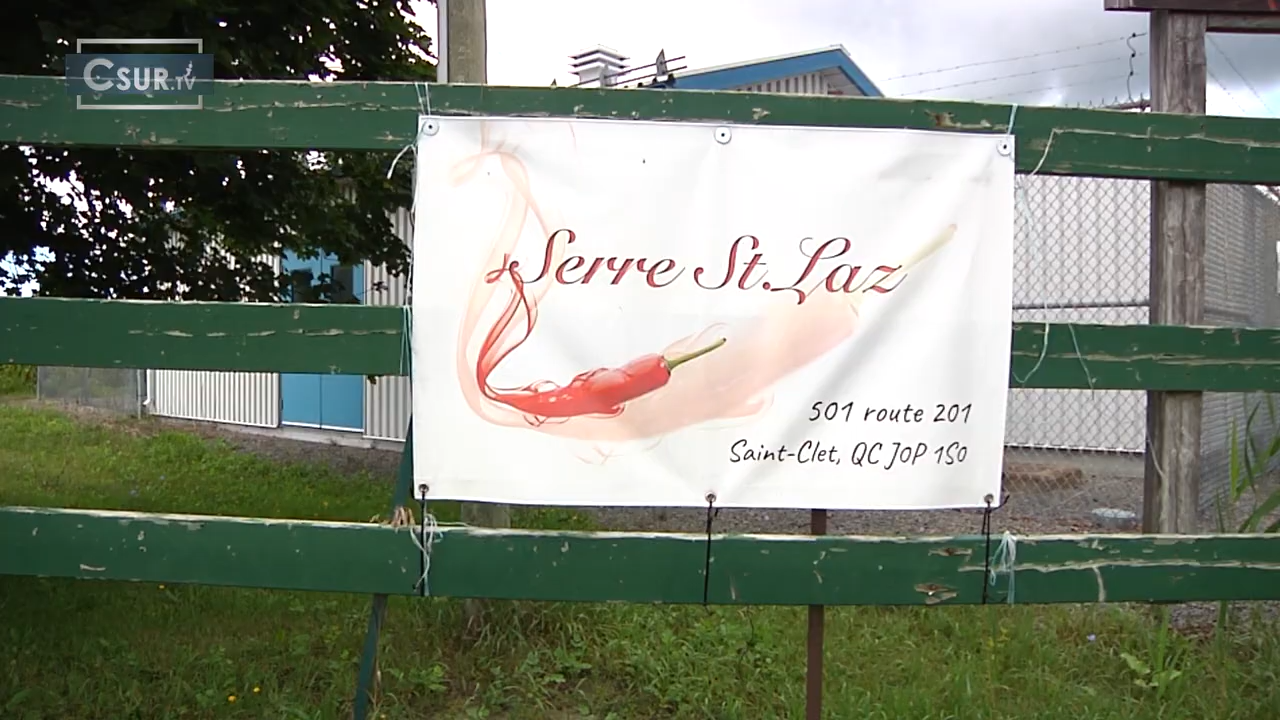 CSUR.TV
Serre St.Laz
501 route 201
Saint-Clet, QC J0P 1S0